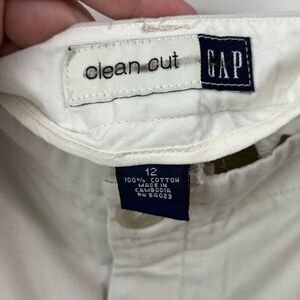 clean cut GAP
12
100% COTTON
MADE IN
CAMBODIA
RN 54023